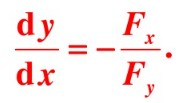 dy/dx = − F_x/F_y.